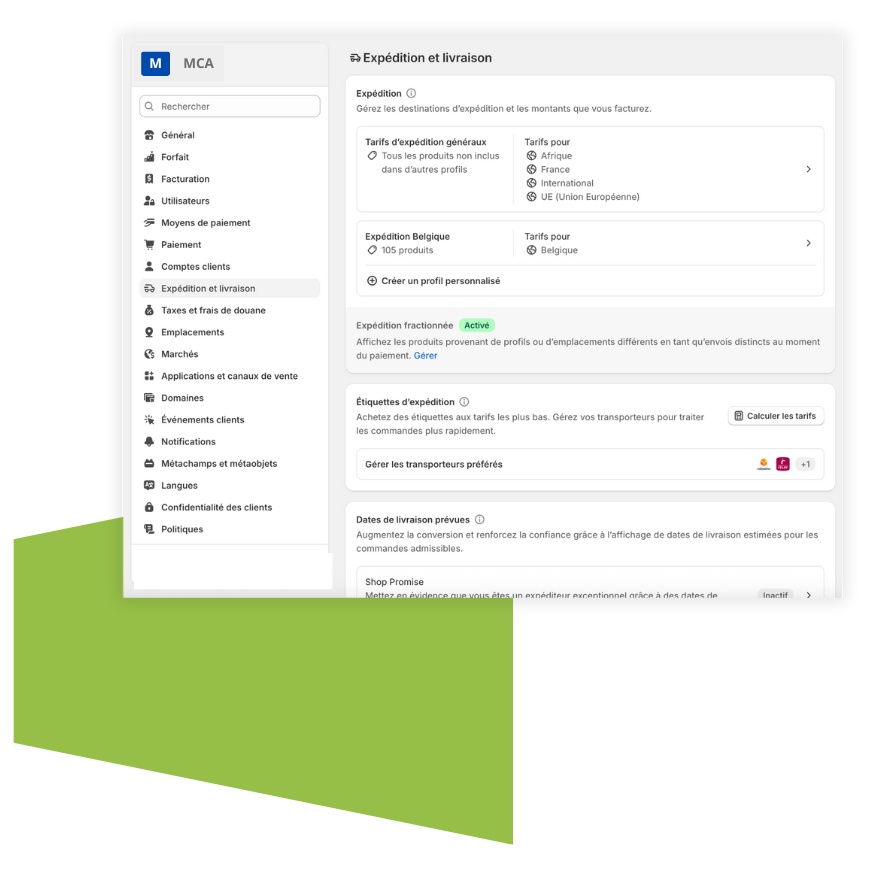 M MCA
Rechercher
Général
Forfait
Facturation
Utilisateurs
Moyens de paiement
Paiement
Comptes clients
Expédition et livraison
Taxes et frais de douane
Emplacements
Marchés
Applications et canaux de vente
Domaines
Événements clients
Notifications
Métachamps et métaobjets
Langues
Confidentialité des clients
Politiques
Expédition et livraison
Expédition
Gérez les destinations d'expédition et les montants que vous facturez.
Tarifs d'expédition généraux
Tous les produits non inclus
dans d'autres profils
Tarifs pour
Afrique
France
International
UE (Union Européenne)
Expédition Belgique
105 produits
Tarifs pour
Belgique
Créer un profil personnalisé
Expédition fractionnée Activé
Affichez les produits provenant de profils ou d'emplacements différents en tant qu'envois distincts au moment
du paiement. Gérer
Étiquettes d'expédition
Achetez des étiquettes aux tarifs les plus bas. Gérez vos transporteurs pour traiter
les commandes plus rapidement.
Calculer les tarifs
Gérer les transporteurs préférés
+1
Dates de livraison prévues
Augmentez la conversion et renforcez la confiance grâce à l'affichage de dates de livraison estimées pour les
commandes admissibles.
Shop Promise
Mettez en évidence que vous êtes un expéditeur exceptionnel grâce à des dates de
Inactif